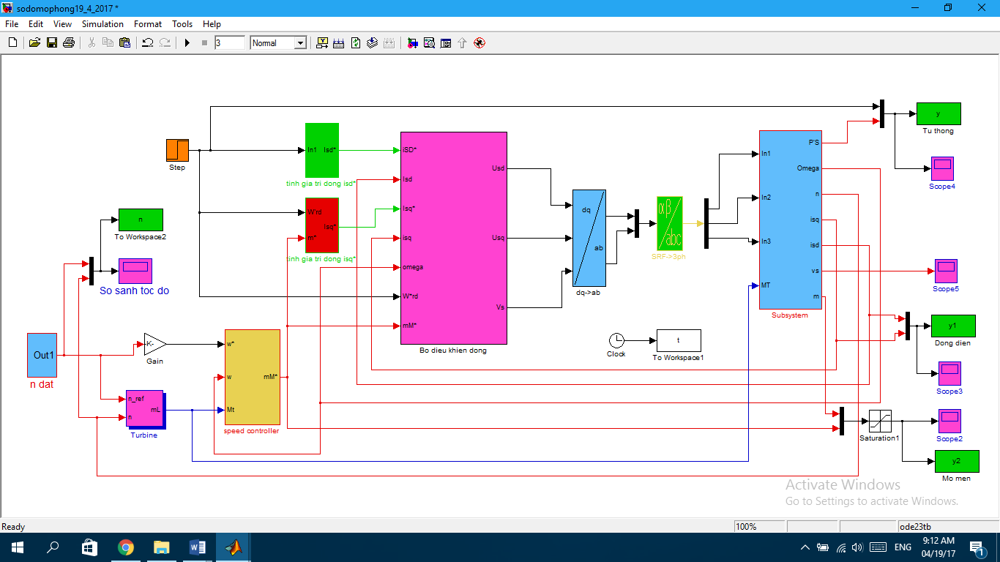 sodomophong19_4_2017 *
File Edit View Simulation Format Tools Help
3 Normal
y
Tu thong
Scope4
Step
In1 Isd*
tinh gia tri dong isd*
W'rd
Isq*
m*
tinh gia tri dong isq*
iSD*
Isd
Isq*
isq
omega
W*rd
mM*
Usd
Usq
Vs
Bo dieu khien dong
dq
ab
dq->ab
αβ
abc
SRF->3ph
In1
In2
In3
MT
P'S
Omega
n
isq
isd
vs
m
Subsystem
n
To Workspace2
So sanh toc do
Scope5
y1
Dong dien
Scope3
Out1
n dat
-K-
Gain
w*
w
Mt
mM*
speed controller
n_ref
n
mL
Turbine
Clock
t
To Workspace1
Saturation1
Scope2
y2
Mo men
Activate Windows
Go to Settings to activate Windows.
Ready 100% ode23tb
ENG
9:12 AM
04/19/17
1